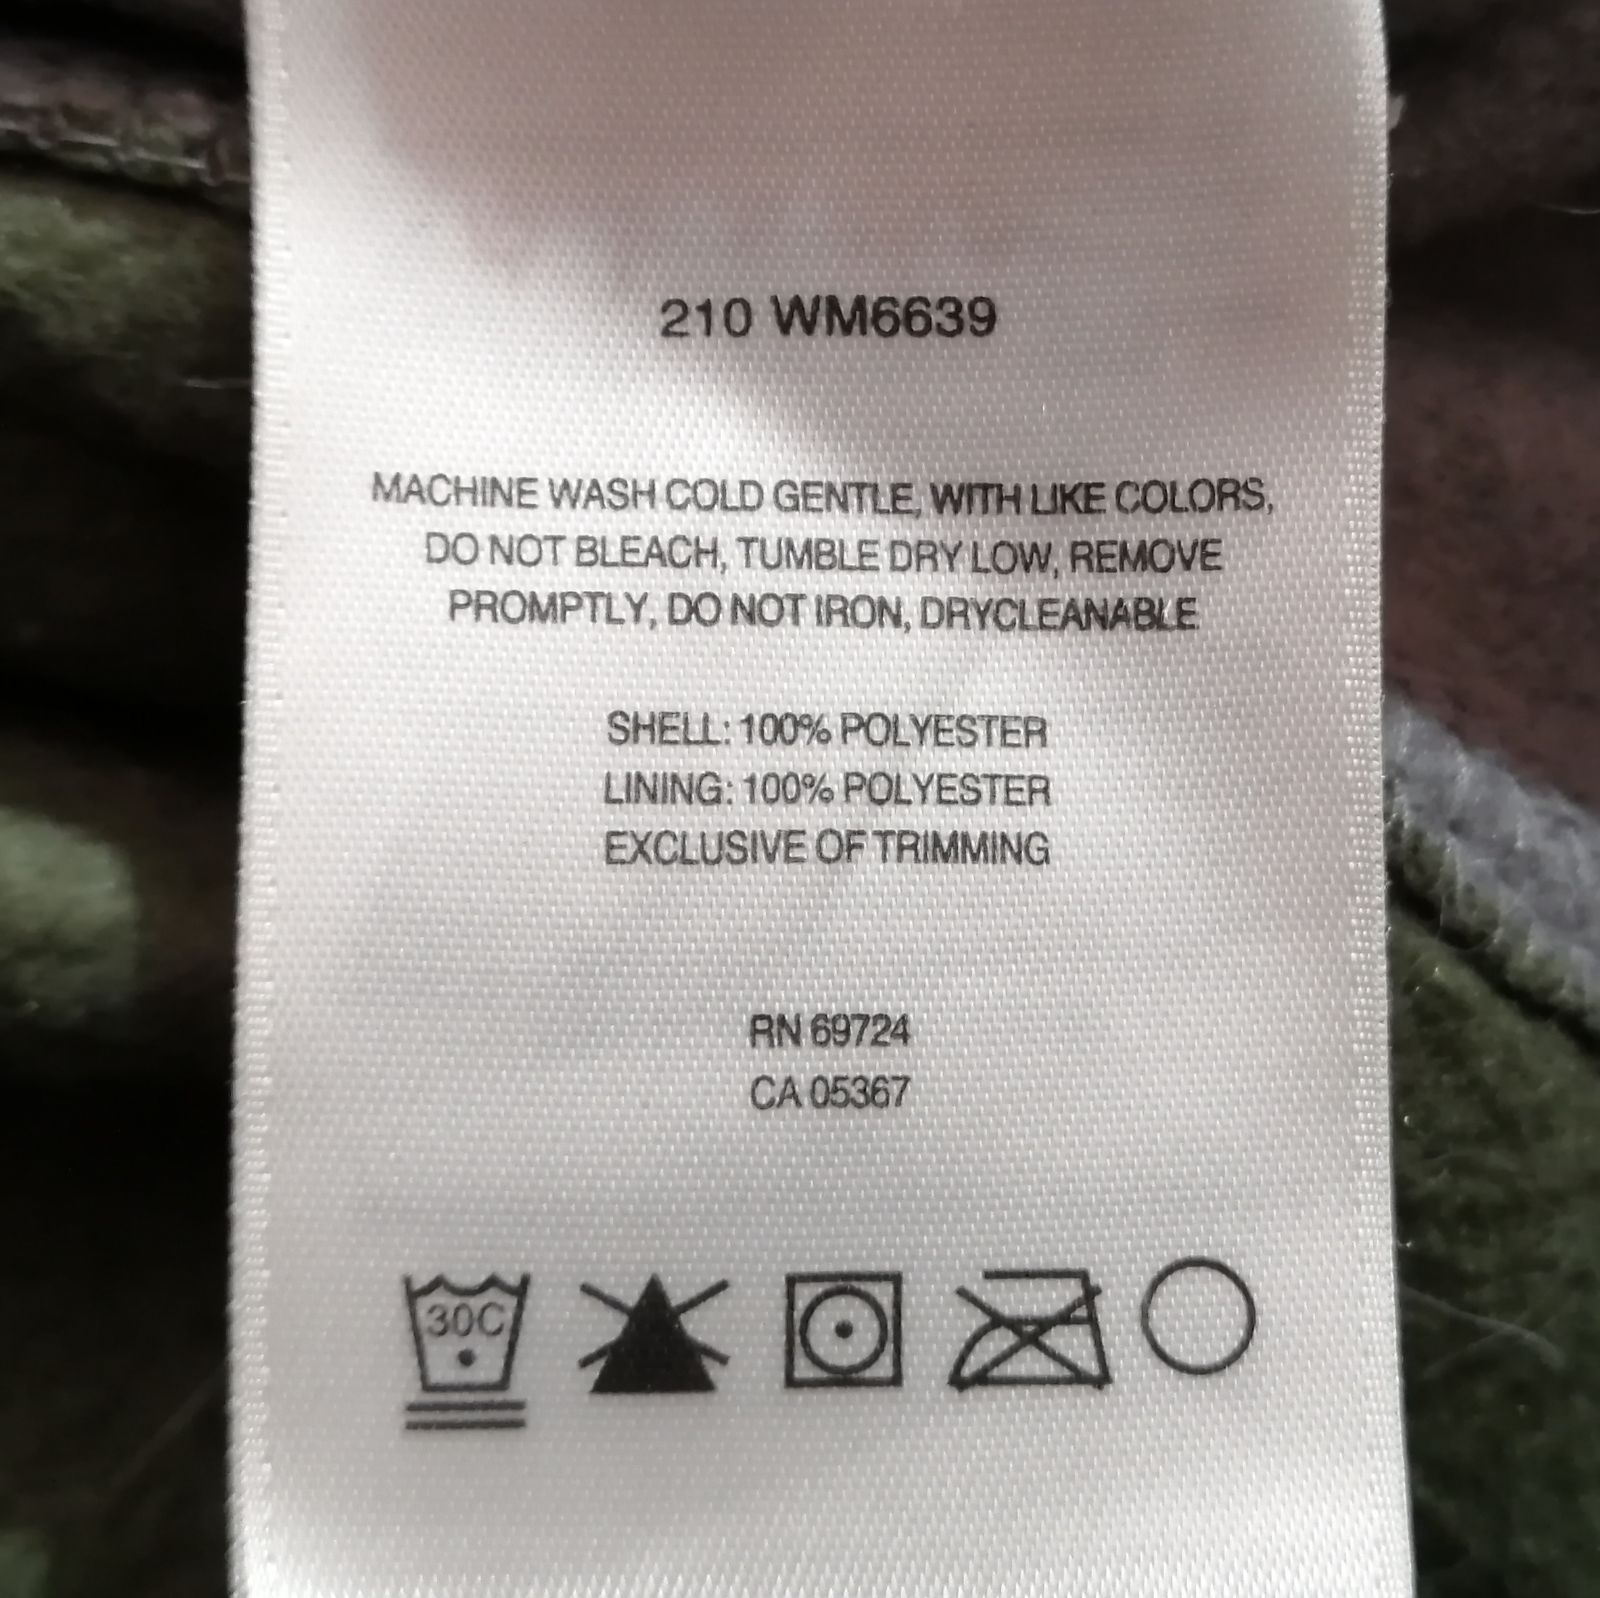 210 WM6639
MACHINE WASH COLD GENTLE, WITH LIKE COLORS,
DO NOT BLEACH, TUMBLE DRY LOW, REMOVE
PROMPTLY, DO NOT IRON, DRYCLEANABLE
SHELL: 100% POLYESTER
LINING: 100% POLYESTER
EXCLUSIVE OF TRIMMING
RN 69724
CA 05367
30C